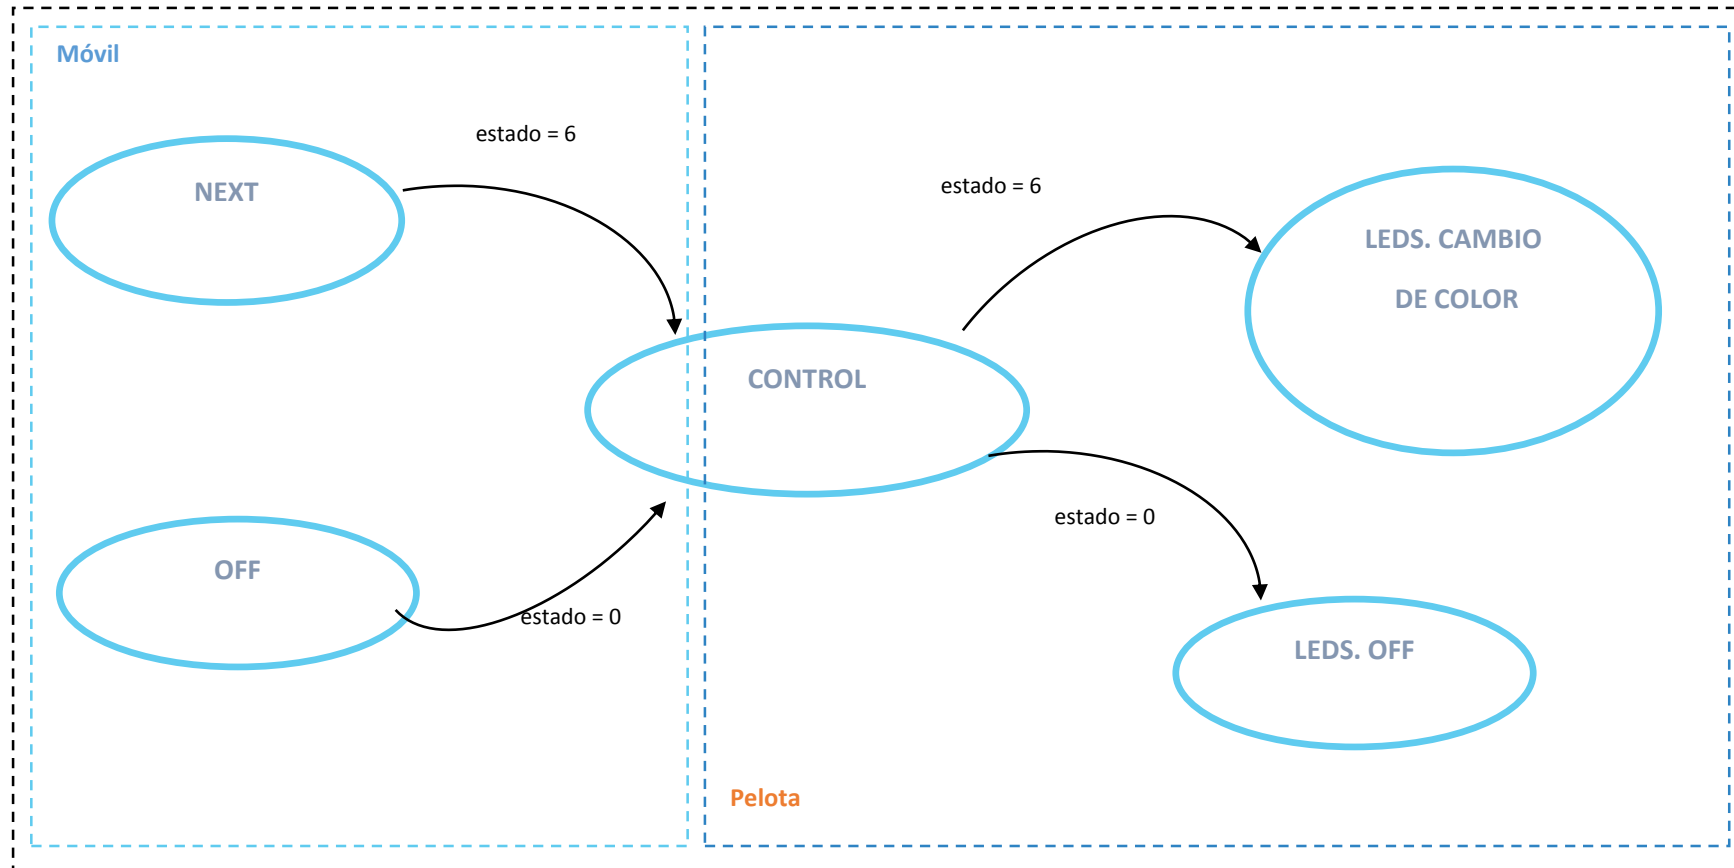 Móvil
estado = 6
NEXT
estado = 6
LEDS. CAMBIO
DE COLOR
CONTROL
estado = 0
OFF
estado = 0
LEDS. OFF
Pelota